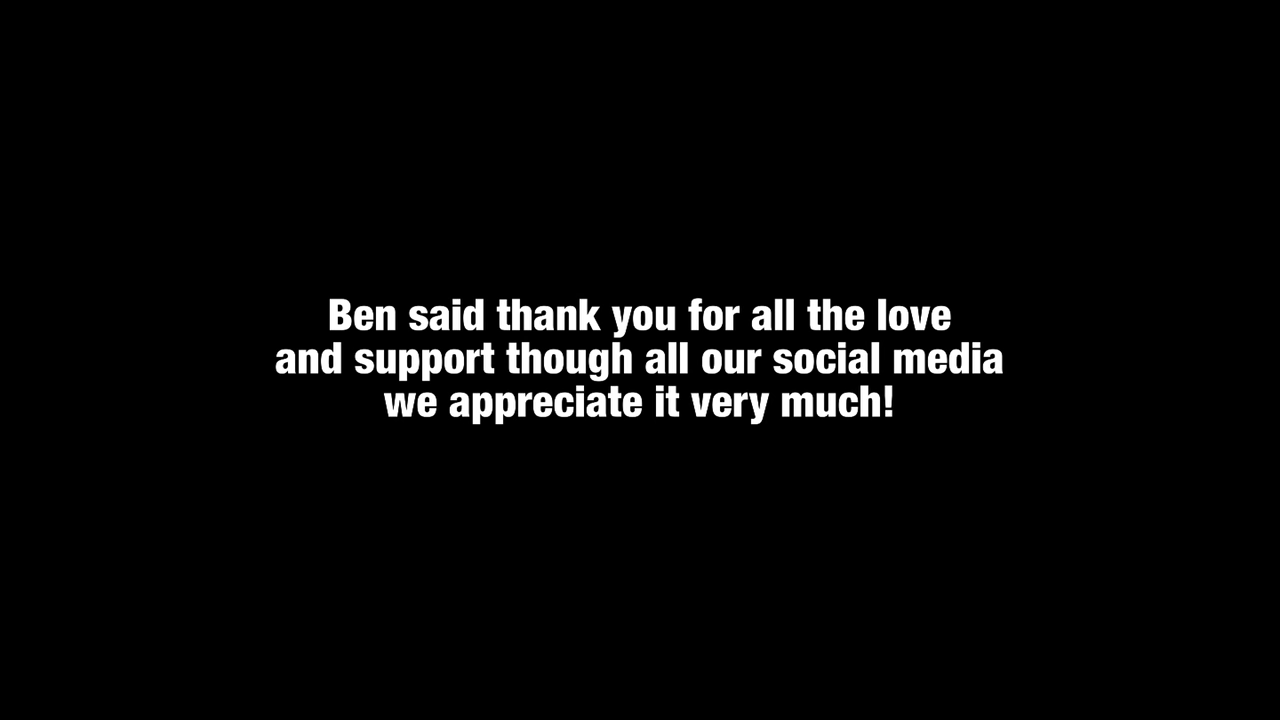 Ben said thank you for all the love
and support though all our social media
we appreciate it very much!